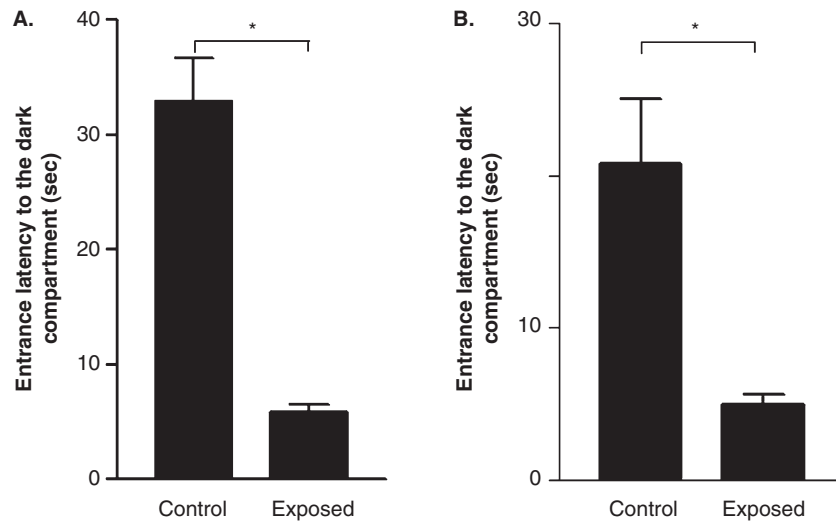 A.
Entrance latency to the dark
compartment (sec)
40
30
20
10
0
*
Control Exposed
B.
Entrance latency to the dark
compartment (sec)
30
10
0
*
Control Exposed